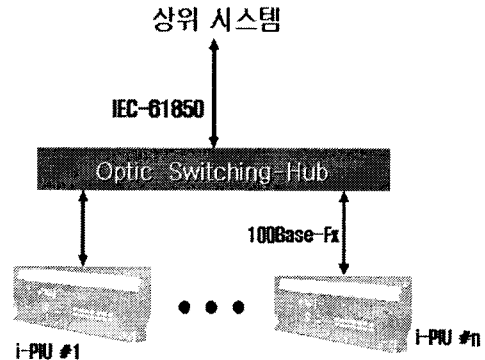 상위 시스템
IEC-61850
Optic Switching-Hub
100Base-Fx
i-PIU #1
i-PIU #n